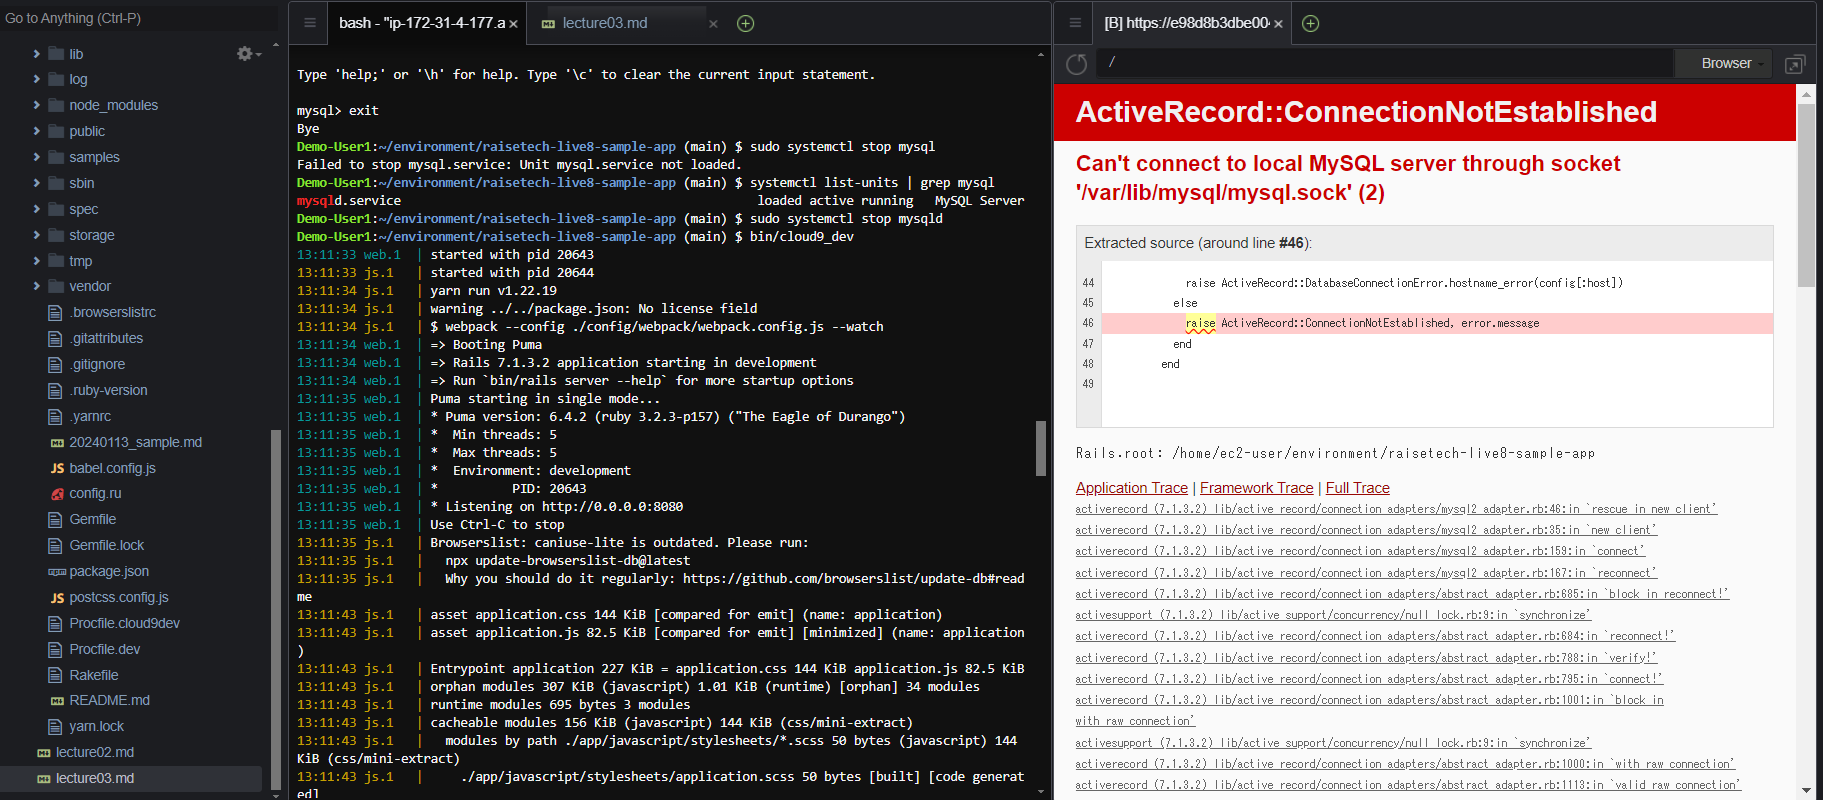 Go to Anything (Ctrl-P)
lib
log
node_modules
public
samples
sbin
spec
storage
tmp
vendor
.browserslistrc
.gitattributes
.gitignore
.ruby-version
.yarnrc
20240113_sample.md
babel.config.js
config.ru
Gemfile
Gemfile.lock
package.json
postcss.config.js
Procfile.cloud9dev
Procfile.dev
Rakefile
README.md
yarn.lock
lecture02.md
lecture03.md
bash - "ip-172-31-4-177.a
lecture03.md
Type 'help;' or '\h' for help. Type '\c' to clear the current input statement.
mysql> exit
Bye
Demo-User1:~/environment/raisetech-live8-sample-app (main) $ sudo systemctl stop mysql
Failed to stop mysql.service: Unit mysql.service not loaded.
Demo-User1:~/environment/raisetech-live8-sample-app (main) $ systemctl list-units | grep mysql
mysqld.service loaded active running MySQL Server
Demo-User1:~/environment/raisetech-live8-sample-app (main) $ sudo systemctl stop mysqld
Demo-User1:~/environment/raisetech-live8-sample-app (main) $ bin/cloud9_dev
13:11:33 web.1 | started with pid 20643
13:11:33 js.1 | started with pid 20644
13:11:34 js.1 | yarn run v1.22.19
13:11:34 js.1 | warning ../../package.json: No license field
13:11:34 js.1 | $ webpack --config ./config/webpack/webpack.config.js --watch
13:11:34 web.1 | => Booting Puma
13:11:34 web.1 | => Rails 7.1.3.2 application starting in development
13:11:34 web.1 | => Run `bin/rails server --help` for more startup options
13:11:35 web.1 | Puma starting in single mode...
13:11:35 web.1 | * Puma version: 6.4.2 (ruby 3.2.3-p157) ("The Eagle of Durango")
13:11:35 web.1 | * Min threads: 5
13:11:35 web.1 | * Max threads: 5
13:11:35 web.1 | * Environment: development
13:11:35 web.1 | * PID: 20643
13:11:35 web.1 | * Listening on http://0.0.0.0:8080
13:11:35 web.1 | Use Ctrl-C to stop
13:11:35 js.1 | Browserslist: caniuse-lite is outdated. Please run:
13:11:35 js.1 | npx update-browserslist-db@latest
13:11:35 js.1 | Why you should do it regularly: https://github.com/browserslist/update-db#read
me
13:11:43 js.1 | asset application.css 144 KiB [compared for emit] (name: application)
13:11:43 js.1 | asset application.js 82.5 KiB [compared for emit] [minimized] (name: application
)
13:11:43 js.1 | Entrypoint application 227 KiB = application.css 144 KiB application.js 82.5 KiB
13:11:43 js.1 | orphan modules 307 KiB (javascript) 1.01 KiB (runtime) [orphan] 34 modules
13:11:43 js.1 | runtime modules 695 bytes 3 modules
13:11:43 js.1 | cacheable modules 156 KiB (javascript) 144 KiB (css/mini-extract)
13:11:43 js.1 | modules by path ./app/javascript/stylesheets/*.scss 50 bytes (javascript) 144
KiB (css/mini-extract)
13:11:43 js.1 | ./app/javascript/stylesheets/application.scss 50 bytes [built] [code generat
ed]
[B] https://e98d8b3dbe00
/
Browser
ActiveRecord::ConnectionNotEstablished
Can't connect to local MySQL server through socket
'/var/lib/mysql/mysql.sock' (2)
Extracted source (around line #46):
44 raise ActiveRecord::DatabaseConnectionError.hostname_error(config[:host])
45 else
46 raise ActiveRecord::ConnectionNotEstablished, error.message
47 end
48 end
49
Rails.root: /home/ec2-user/environment/raisetech-live8-sample-app
Application Trace | Framework Trace | Full Trace
activerecord (7.1.3.2) lib/active_record/connection_adapters/mysql2_adapter.rb:46:in `rescue in new_client'
activerecord (7.1.3.2) lib/active_record/connection_adapters/mysql2_adapter.rb:35:in `new_client'
activerecord (7.1.3.2) lib/active_record/connection_adapters/mysql2_adapter.rb:159:in `connect'
activerecord (7.1.3.2) lib/active_record/connection_adapters/mysql2_adapter.rb:167:in `reconnect'
activerecord (7.1.3.2) lib/active_record/connection_adapters/abstract_adapter.rb:685:in `block in reconnect!'
activesupport (7.1.3.2) lib/active_support/concurrency/null_lock.rb:9:in `synchronize'
activerecord (7.1.3.2) lib/active_record/connection_adapters/abstract_adapter.rb:684:in `reconnect!'
activerecord (7.1.3.2) lib/active_record/connection_adapters/abstract_adapter.rb:788:in `verify!'
activerecord (7.1.3.2) lib/active_record/connection_adapters/abstract_adapter.rb:795:in `connect!'
activerecord (7.1.3.2) lib/active_record/connection_adapters/abstract_adapter.rb:1001:in `block in
with_raw_connection'
activesupport (7.1.3.2) lib/active_support/concurrency/null_lock.rb:9:in `synchronize'
activerecord (7.1.3.2) lib/active_record/connection_adapters/abstract_adapter.rb:1000:in `with_raw_connection'
activerecord (7.1.3.2) lib/active_record/connection_adapters/abstract_adapter.rb:1113:in `valid_raw_connection'